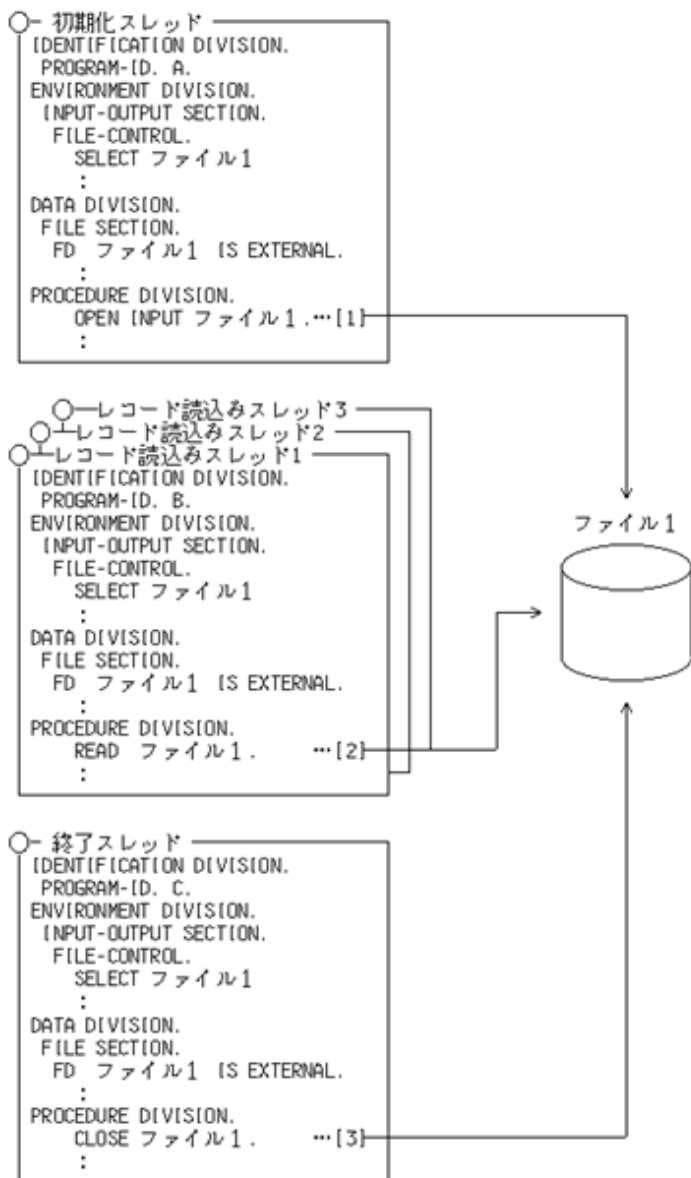 初期化スレッド
IDENTIFICATION DIVISION.
PROGRAM-ID. A.
ENVIRONMENT DIVISION.
INPUT-OUTPUT SECTION.
FILE-CONTROL.
SELECT ファイル1
:
DATA DIVISION.
FILE SECTION.
FD ファイル1 IS EXTERNAL.
:
PROCEDURE DIVISION.
OPEN INPUT ファイル1.…[1]
:
レコード読込みスレッド3
レコード読込みスレッド2
レコード読込みスレッド1
IDENTIFICATION DIVISION.
PROGRAM-ID. B.
ENVIRONMENT DIVISION.
INPUT-OUTPUT SECTION.
FILE-CONTROL.
SELECT ファイル1
:
DATA DIVISION.
FILE SECTION.
FD ファイル1 IS EXTERNAL.
:
PROCEDURE DIVISION.
READ ファイル1. …[2]
:
ファイル1
終了スレッド
IDENTIFICATION DIVISION.
PROGRAM-ID. C.
ENVIRONMENT DIVISION.
INPUT-OUTPUT SECTION.
FILE-CONTROL.
SELECT ファイル1
:
DATA DIVISION.
FILE SECTION.
FD ファイル1 IS EXTERNAL.
:
PROCEDURE DIVISION.
CLOSE ファイル1. …[3]
: